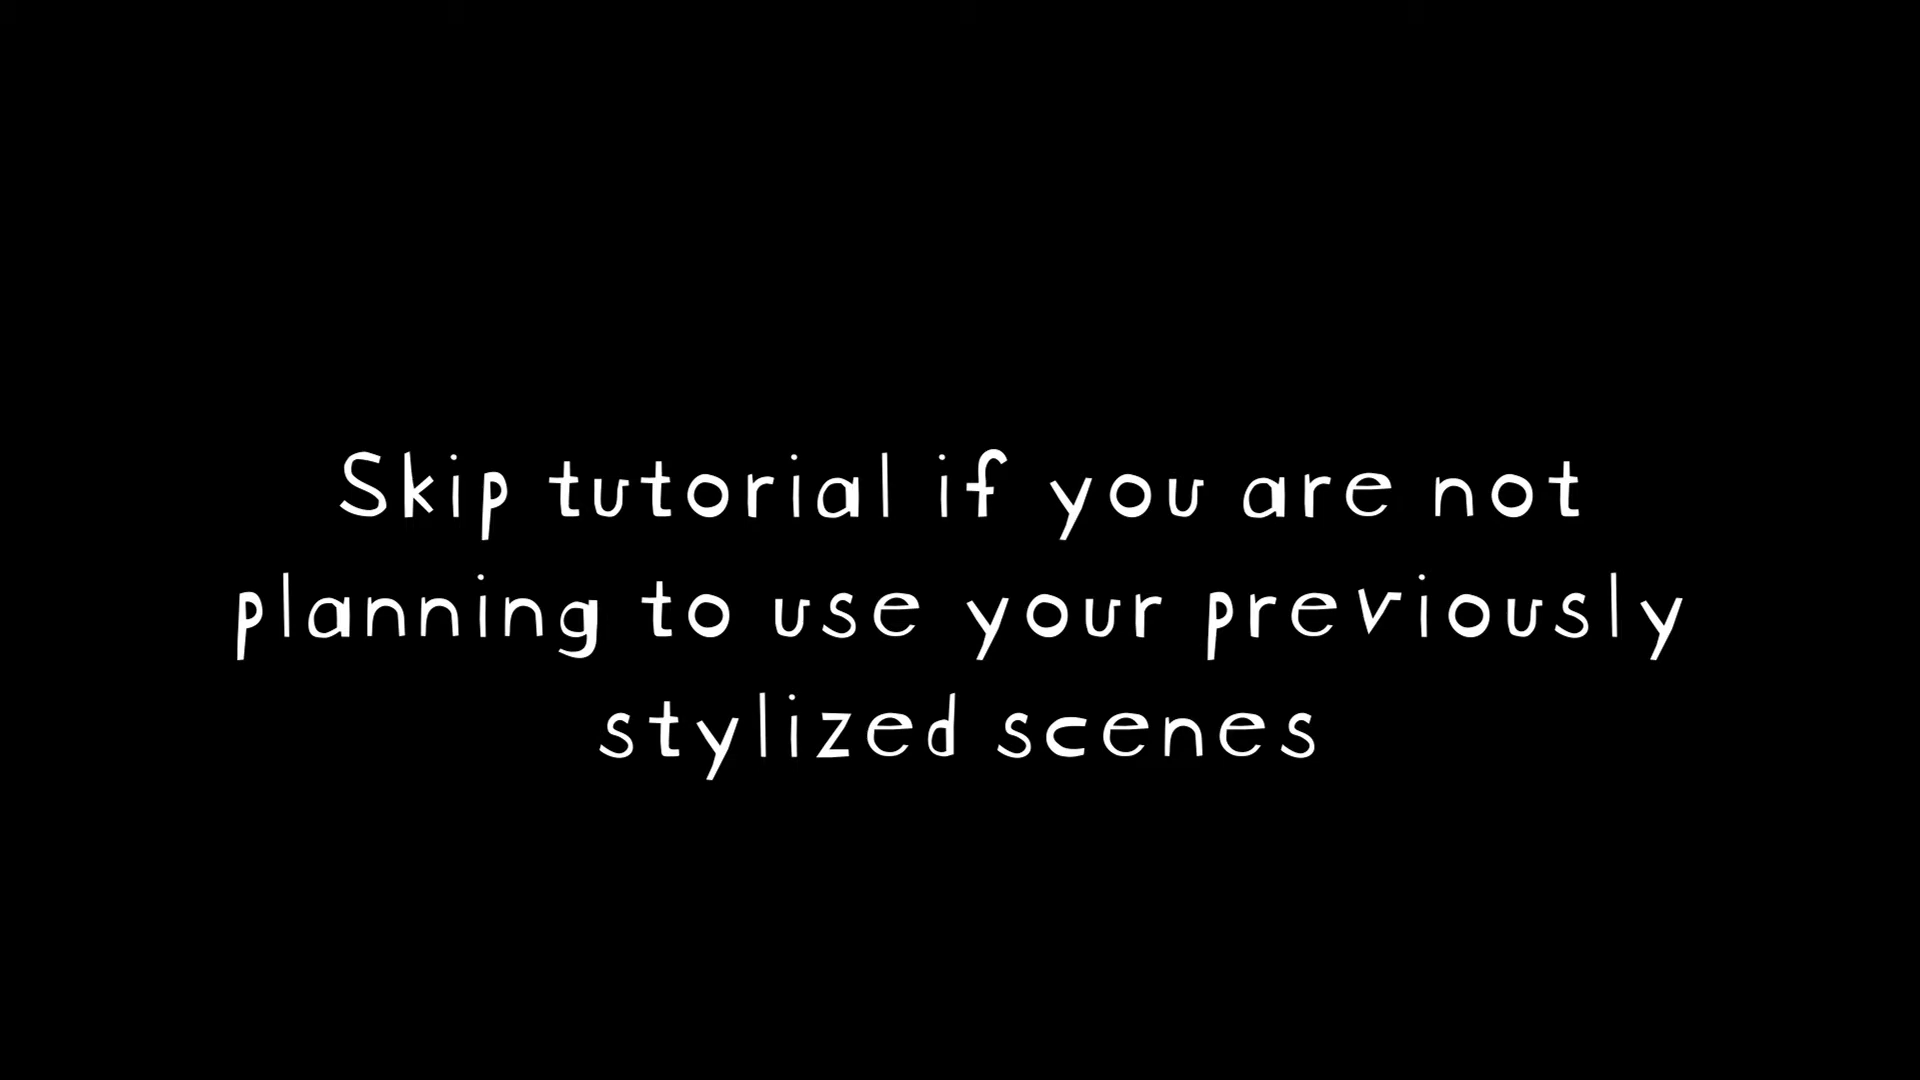 Skip tutorial if you are not
planning to use your previously
stylized scenes